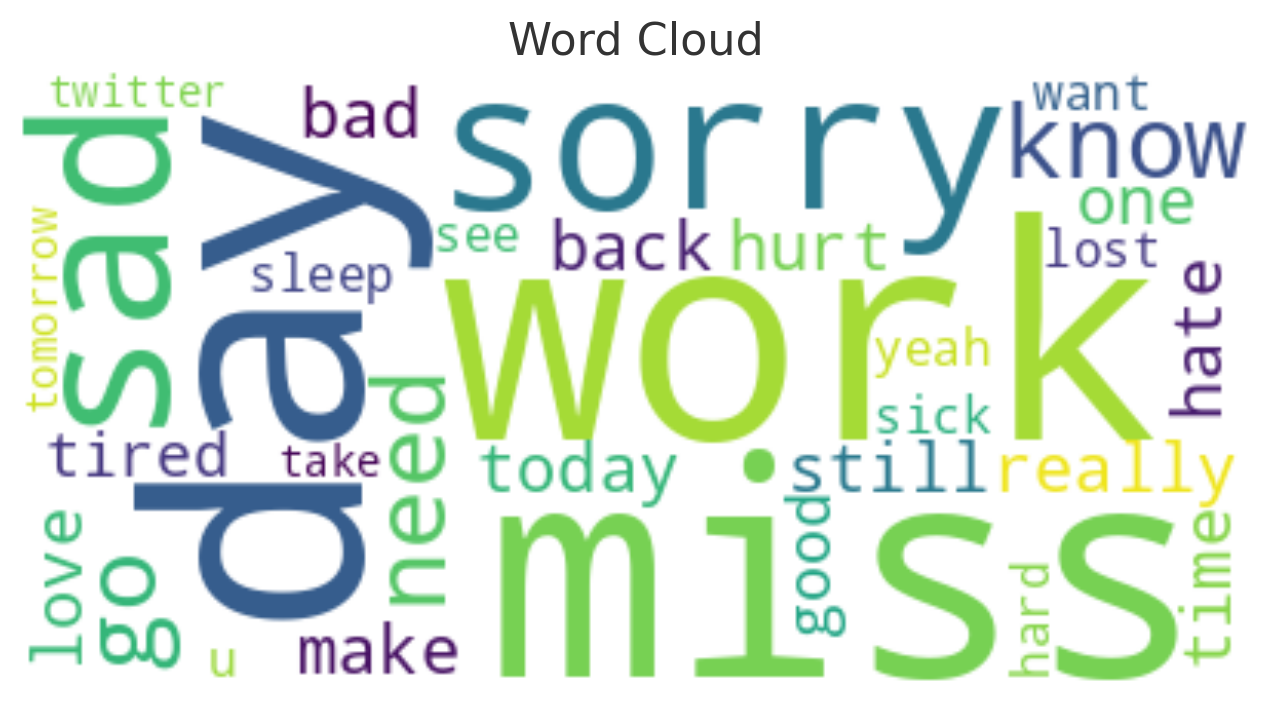 Word Cloud
twitter
bad
sorry
want
know
sad
day
one
tomorrow
see
back
hurt
lost
sleep
work
hate
yeah
sick
need
tired
take
today
still
really
love
go
miss
good
time
hard
u
make